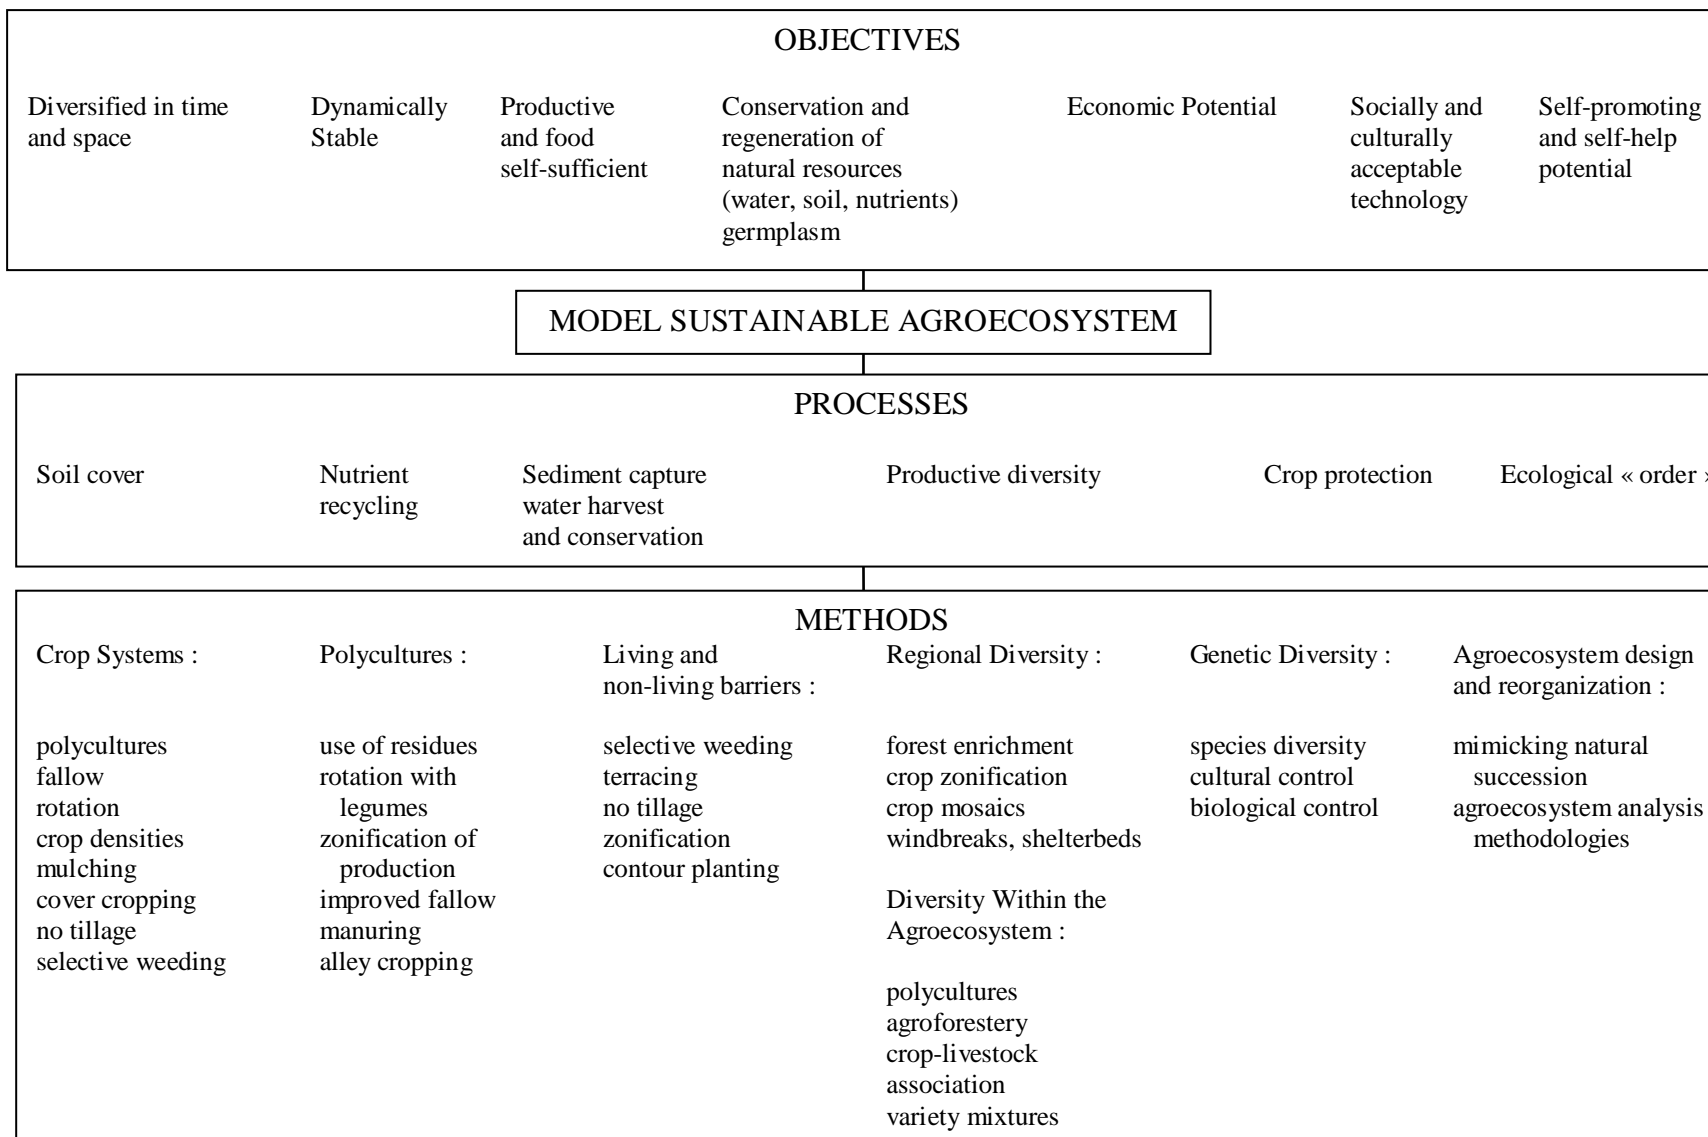 OBJECTIVES
Diversified in time
and space
Dynamically
Stable
Productive
and food
self-sufficient
Conservation and
regeneration of
natural resources
(water, soil, nutrients)
germplasm
Economic Potential
Socially and
culturally
acceptable
technology
Self-promoting
and self-help
potential
MODEL SUSTAINABLE AGROECOSYSTEM
PROCESSES
Soil cover
Nutrient
recycling
Sediment capture
water harvest
and conservation
Productive diversity
Crop protection
Ecological « order »
METHODS
Crop Systems :
polycultures
fallow
rotation
crop densities
mulching
cover cropping
no tillage
selective weeding
Polycultures :
use of residues
rotation with
legumes
zonification of
production
improved fallow
manuring
alley cropping
Living and
non-living barriers :
selective weeding
terracing
no tillage
zonification
contour planting
Regional Diversity :
forest enrichment
crop zonification
crop mosaics
windbreaks, shelterbeds
Diversity Within the
Agroecosystem :
polycultures
agroforestery
crop-livestock
association
variety mixtures
Genetic Diversity :
species diversity
cultural control
biological control
Agroecosystem design
and reorganization :
mimicking natural
succession
agroecosystem analysis
methodologies